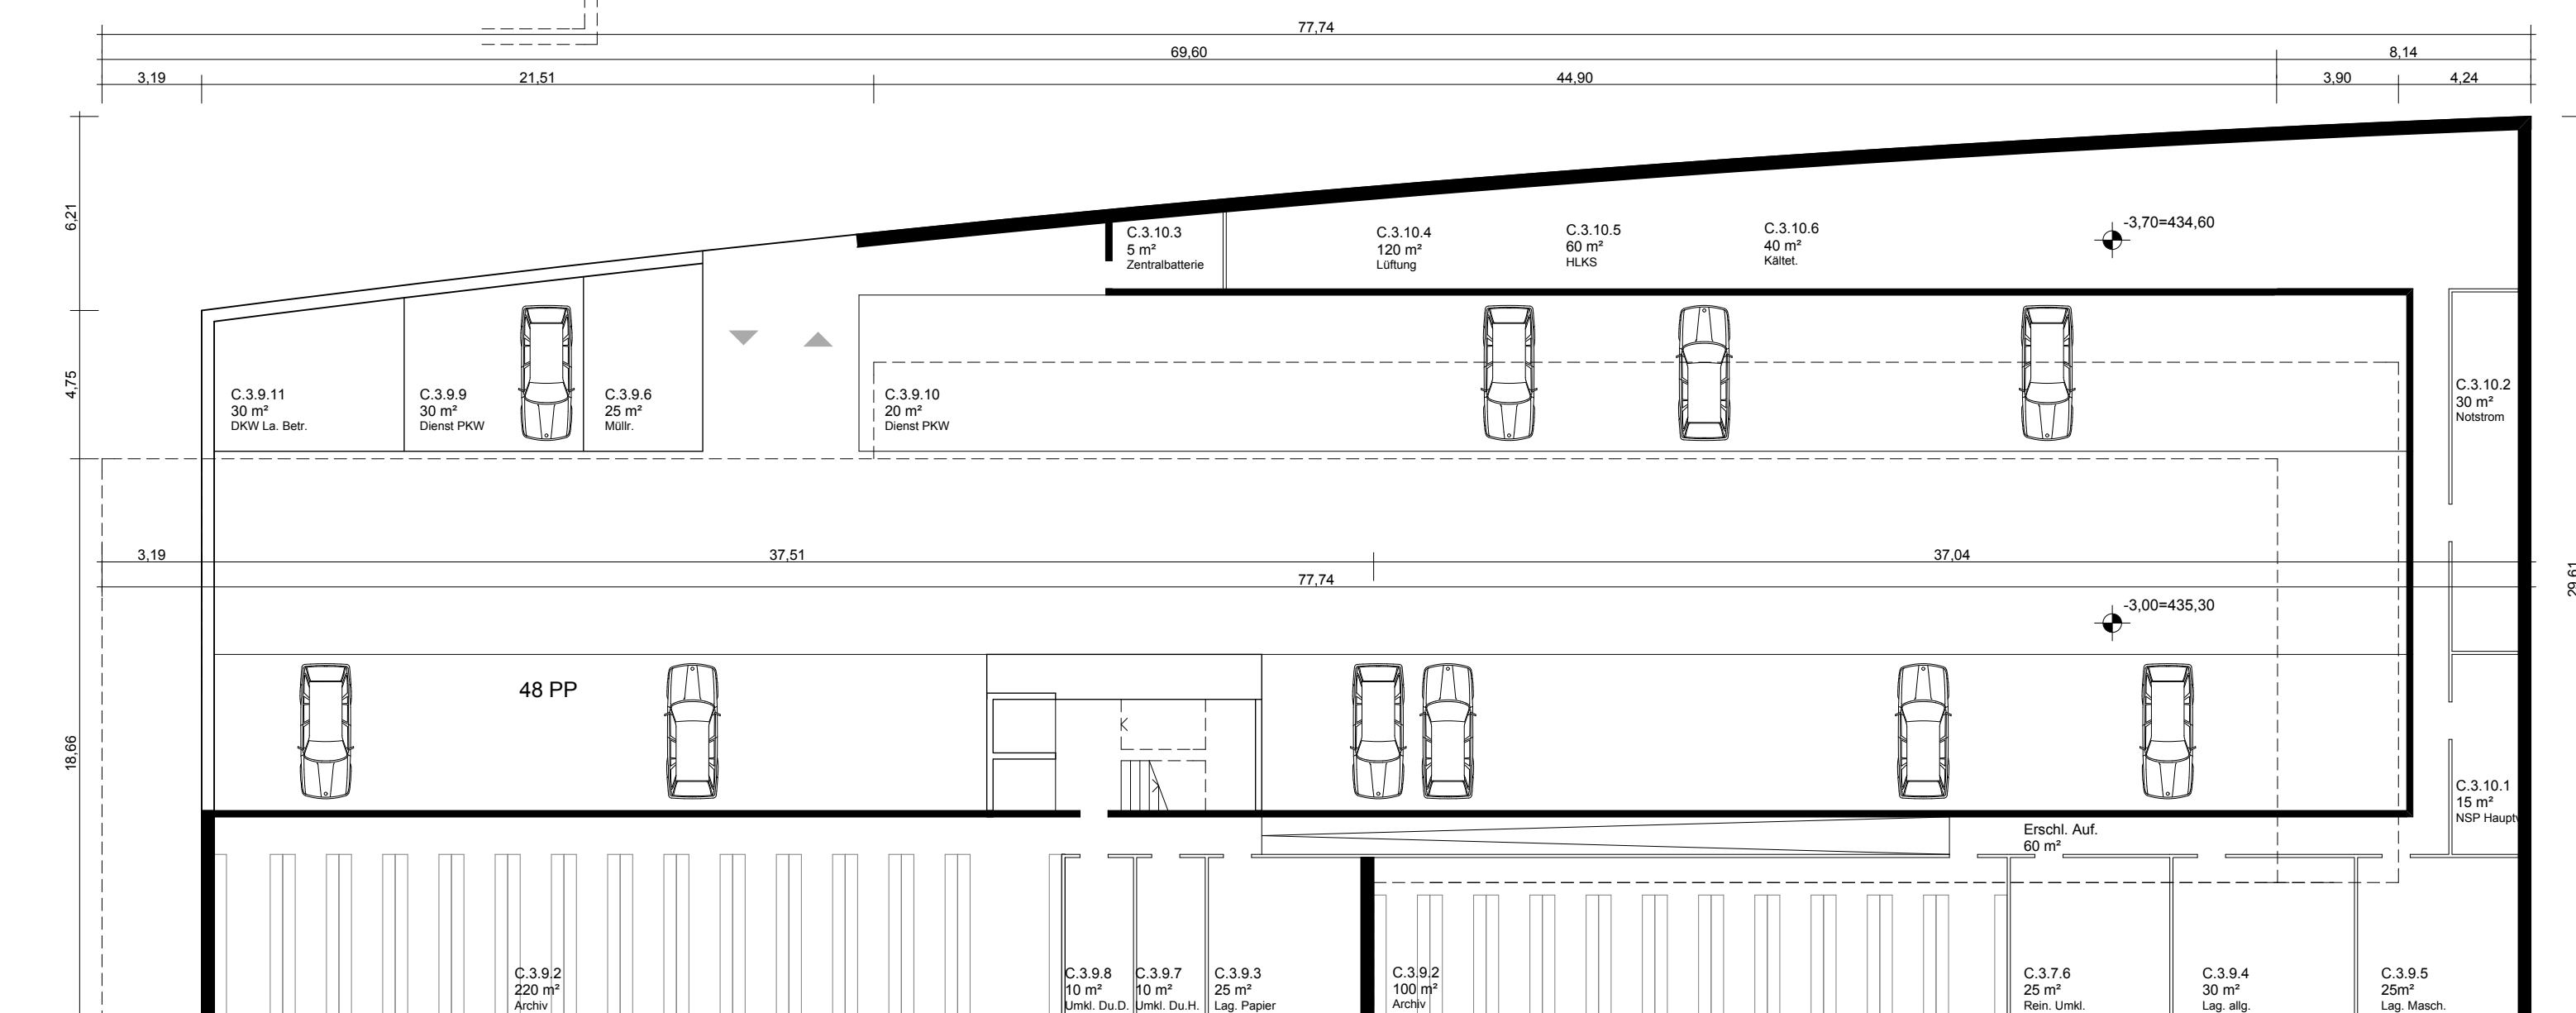 77,74
69,60
8,14
3,19
21,51
44,90
3,90
4,24
6,21
C.3.10.3
5 m²
Zentralbatterie
C.3.10.4
120 m²
Lüftung
C.3.10.5
60 m²
HLKS
C.3.10.6
40 m²
Kältet.
-3,70=434,60
4,75
C.3.9.11
30 m²
DKW La. Betr.
C.3.9.9
30 m²
Dienst PKW
C.3.9.6
25 m²
Müllr.
C.3.9.10
20 m²
Dienst PKW
C.3.10.2
30 m²
Notstrom
3,19
37,51
37,04
77,74
29,61
-3,00=435,30
48 PP
K
18,66
C.3.10.1
15 m²
NSP Hauptv
Erschl. Auf.
60 m²
C.3.9.2
220 m²
Archiv
C.3.9.8
10 m²
Umkl. Du.D.
C.3.9.7
10 m²
Umkl. Du.H.
C.3.9.3
25 m²
Lag. Papier
C.3.9.2
100 m²
Archiv
C.3.7.6
25 m²
Rein. Umkl.
C.3.9.4
30 m²
Lag. allg.
C.3.9.5
25m²
Lag. Masch.